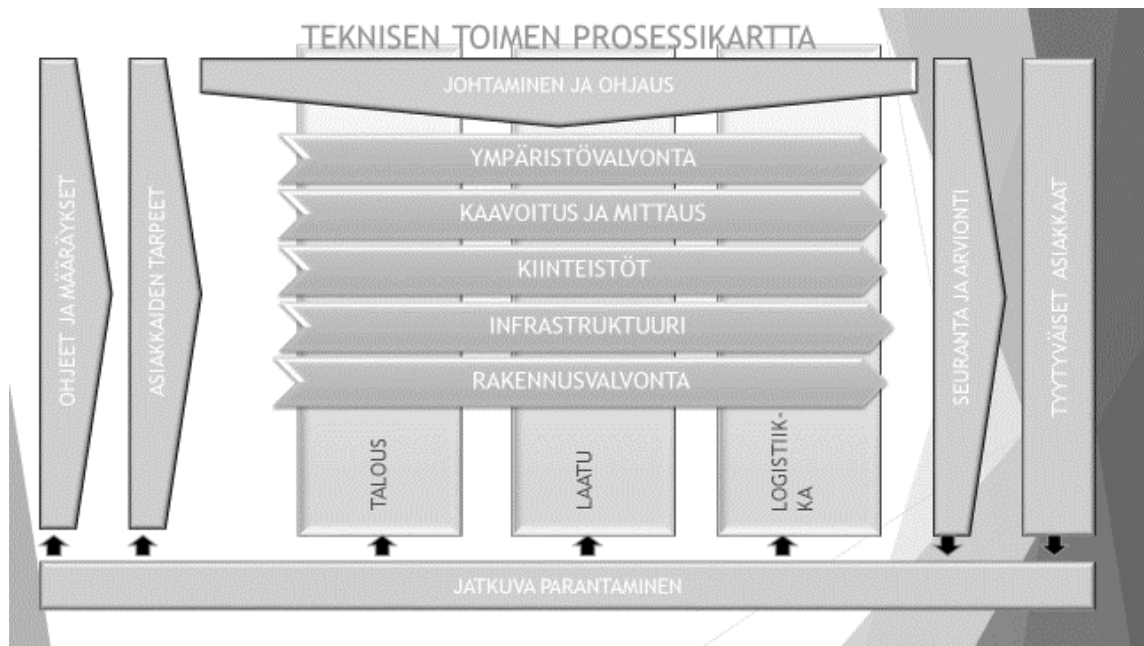 TEKNISEN TOIMEN PROSESSIKARTTA
JOHTAMINEN JA OHJAUS
OHJEET JA MÄÄRÄYKSET
ASIAKKAIDEN TARPEET
YMPÄRISTÖVALVONTA
KAAVOITUS JA MITTAUS
KIINTEISTÖT
INFRASTRUKTUURI
RAKENNUSVALVONTA
TALOUS
LAATU
LOGISTIIK-
KA
SEURANTA JA ARVIONTI
TYYTYVÄISET ASIAKKAAT
JATKUVA PARANTAMINEN